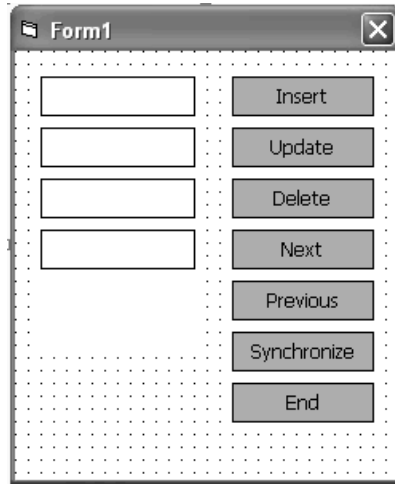 Form1
Insert
Update
Delete
Next
Previous
Synchronize
End